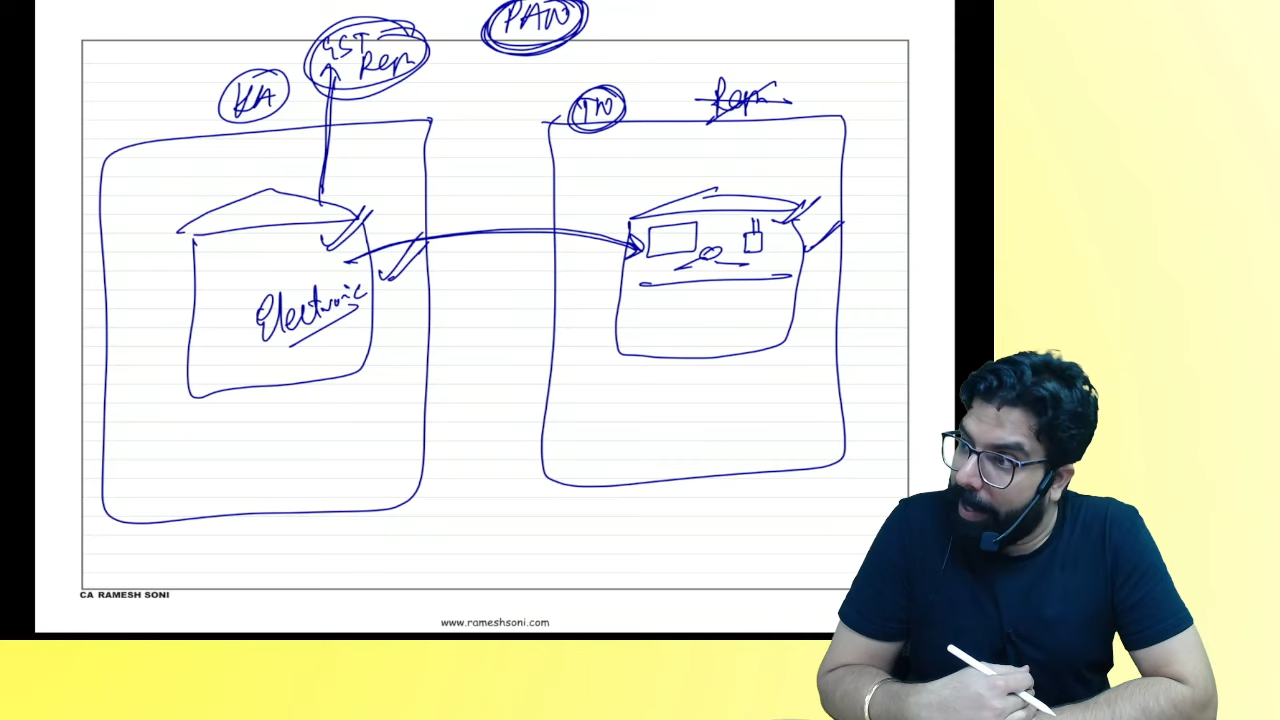 PAN
GST
Regn
KA
TN
Regn
Electronic
CA RAMESH SONI
www.rameshsoni.com